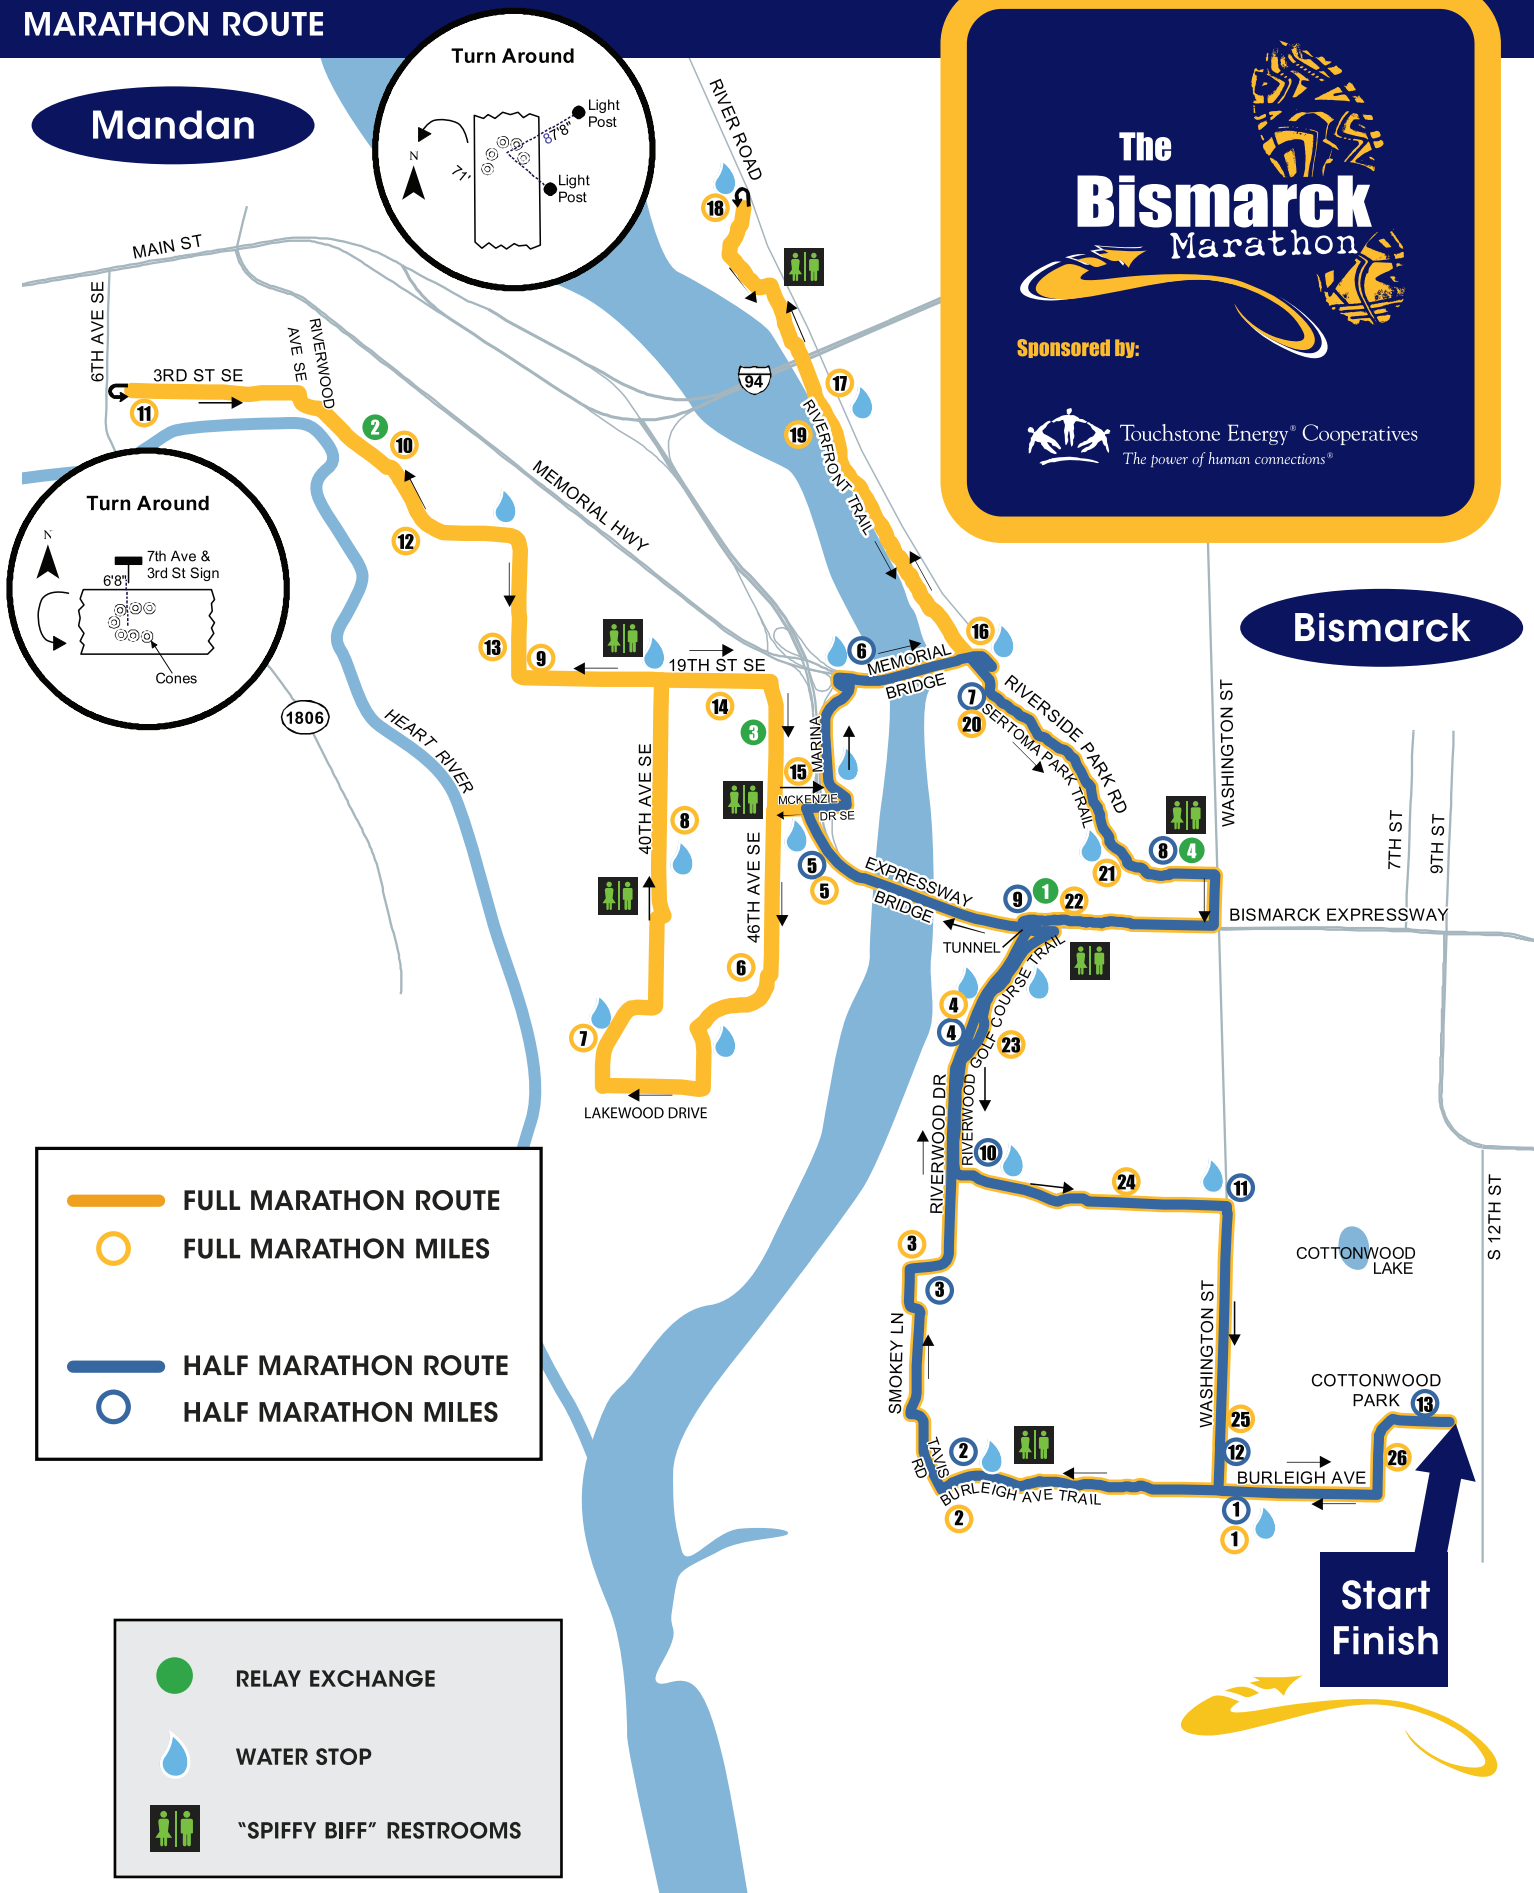 MARATHON ROUTE
Mandan
Turn Around
Light
Post
87'8"
N
71'
Light
Post
RIVER ROAD
18
The
Bismarck
Marathon
Sponsored by:
Touchstone Energy® Cooperatives
The power of human connections®
MAIN ST
6TH AVE SE
3RD ST SE
RIVERWOOD
AVE SE
11
2
10
12
94
17
19
RIVERFRONT TRAIL
MEMORIAL HWY
Turn Around
N
7th Ave &
3rd St Sign
6'8"
Cones
1806
HEART RIVER
13
9
19TH ST SE
14
3
15
MARINA
MCKENZIE
DR SE
6
MEMORIAL
BRIDGE
16
7
20
RIVERSIDE PARK RD
SERTOMA PARK TRAIL
Bismarck
WASHINGTON ST
7TH ST
9TH ST
40TH AVE SE
8
46TH AVE SE
5
5
EXPRESSWAY
BRIDGE
8
4
21
9
1
22
BISMARCK EXPRESSWAY
TUNNEL
6
7
LAKEWOOD DRIVE
4
4
23
RIVERWOOD GOLF COURSE TRAIL
RIVERWOOD DR
10
24
11
S 12TH ST
COTTONWOOD
LAKE
3
3
SMOKEY LN
WASHINGTON ST
COTTONWOOD
PARK
13
25
12
26
TAVIS
RD
2
BURLEIGH AVE TRAIL
2
BURLEIGH AVE
1
1
Start
Finish
FULL MARATHON ROUTE
FULL MARATHON MILES
HALF MARATHON ROUTE
HALF MARATHON MILES
RELAY EXCHANGE
WATER STOP
“SPIFFY BIFF” RESTROOMS